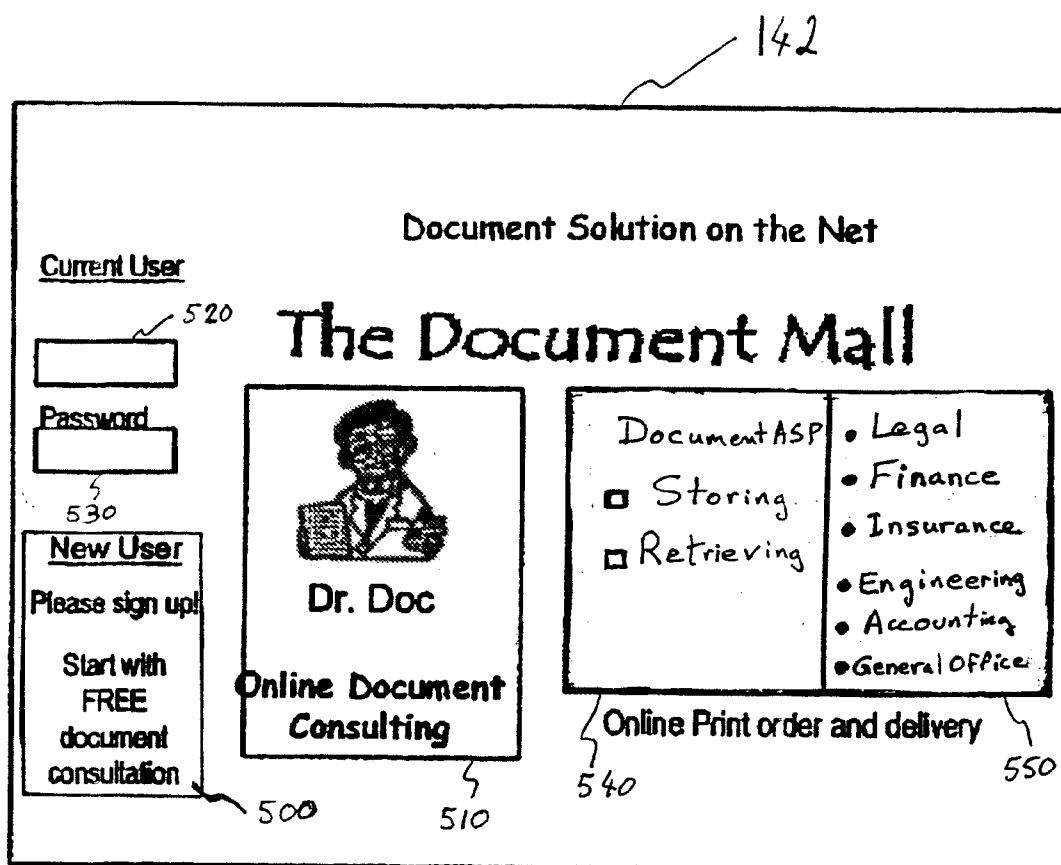 142
Document Solution on the Net
Current User
520
The Document Mall
Password
530
New User
Please sign up!
Start with
FREE
document
consultation
500
Dr. Doc
Online Document
Consulting
510
Document ASP
Storing
Retrieving
• Legal
• Finance
• Insurance
• Engineering
• Accounting
• General Office
Online Print order and delivery
540
550